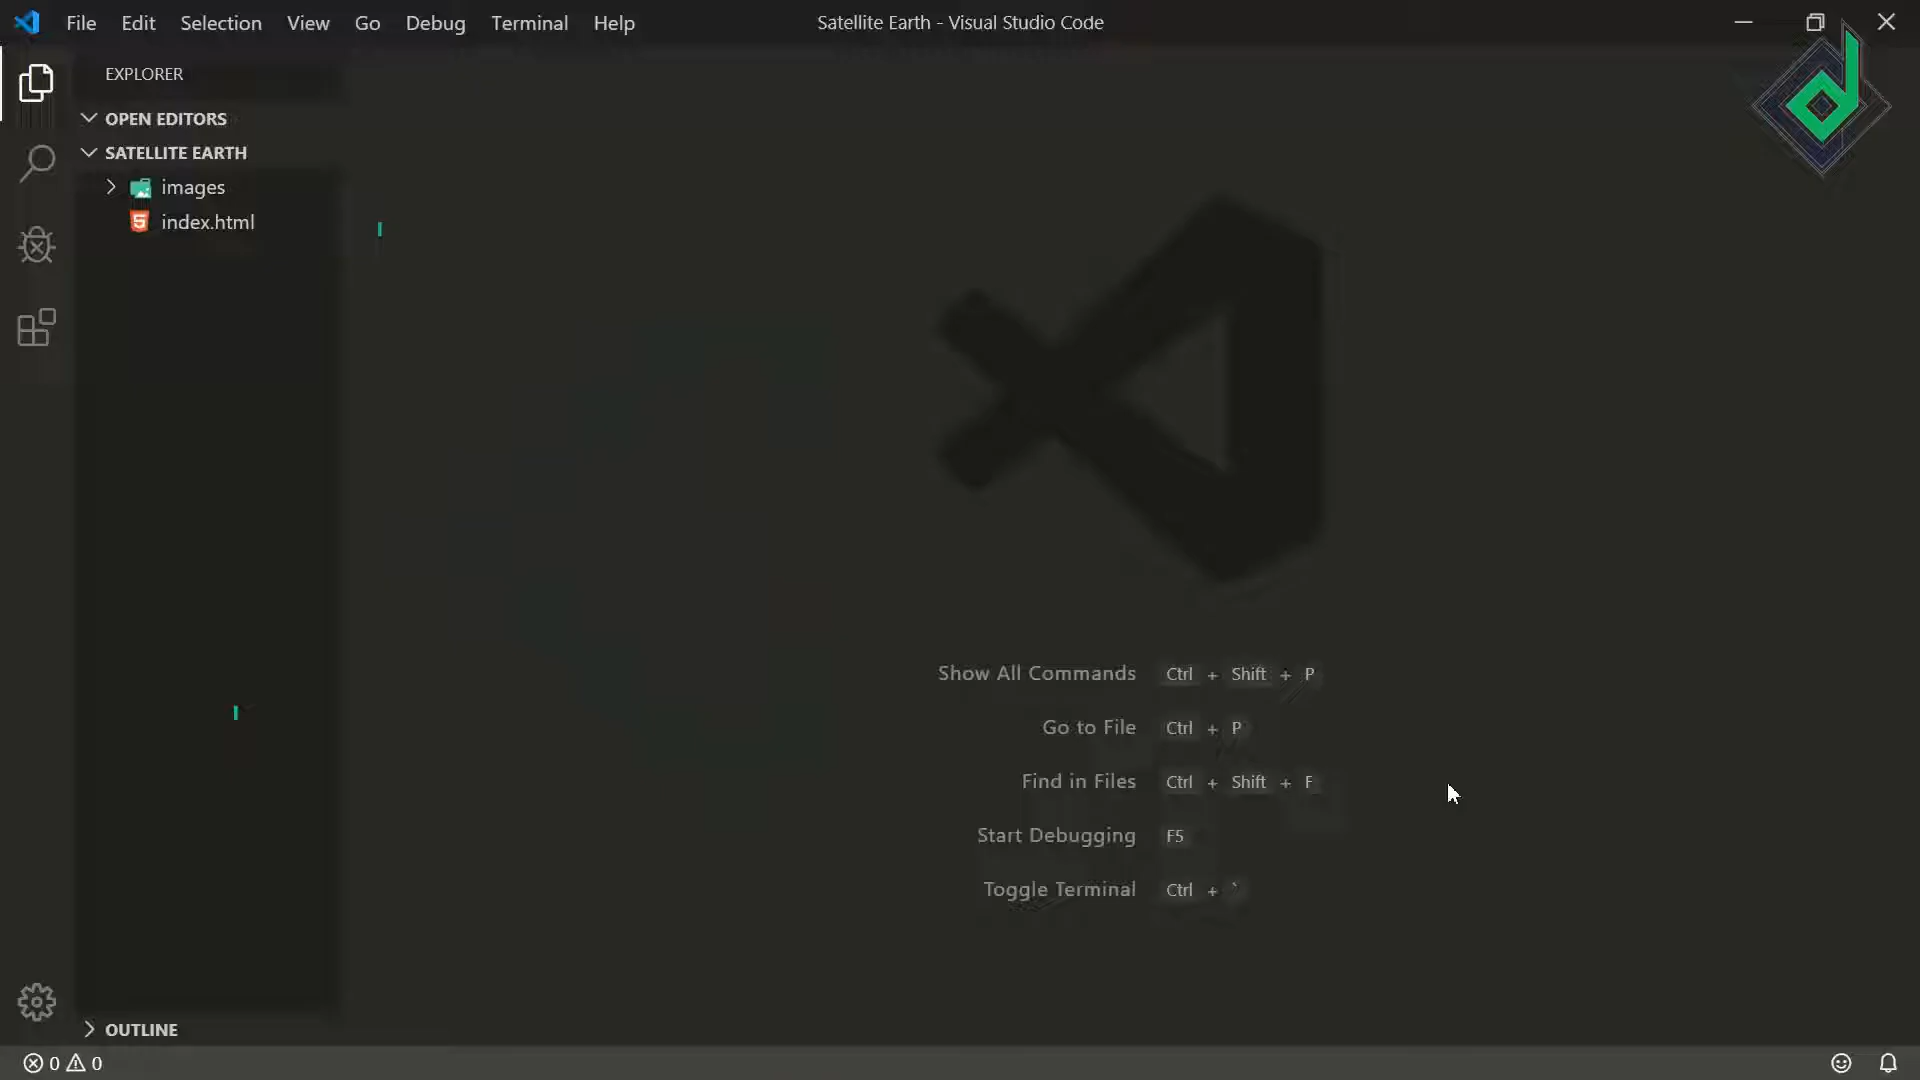 File Edit Selection View Go Debug Terminal Help
Satellite Earth - Visual Studio Code
EXPLORER
OPEN EDITORS
SATELLITE EARTH
images
index.html
Show All Commands Ctrl + Shift + P
Go to File Ctrl + P
Find in Files Ctrl + Shift + F
Start Debugging F5
Toggle Terminal Ctrl + `
OUTLINE
0 0